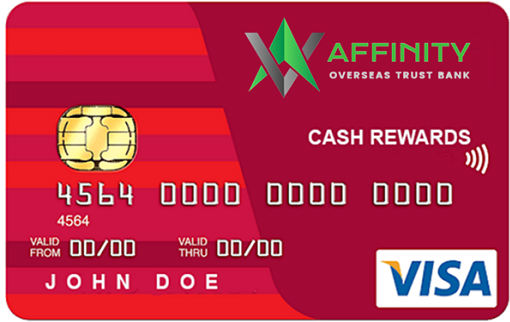 AFFINITY
OVERSEAS TRUST BANK
CASH REWARDS
4564 0000 0000 0000
4564
VALID FROM 00/00 VALID THRU 00/00
JOHN DOE
VISA